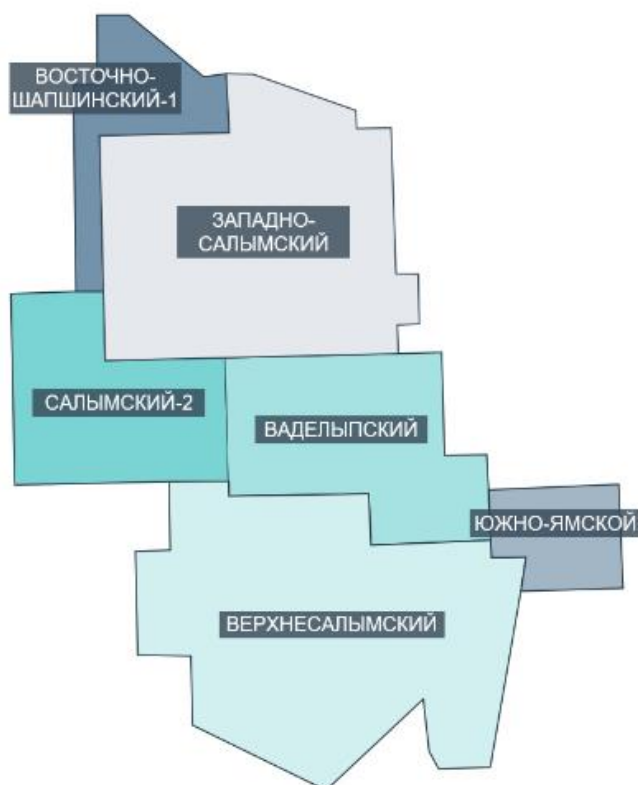 ВОСТОЧНО-
ШАПШИНСКИЙ-1
ЗАПАДНО-
САЛЫМСКИЙ
САЛЫМСКИЙ-2
ВАДЕЛЫПСКИЙ
ЮЖНО-ЯМСКОЙ
ВЕРХНЕСАЛЫМСКИЙ